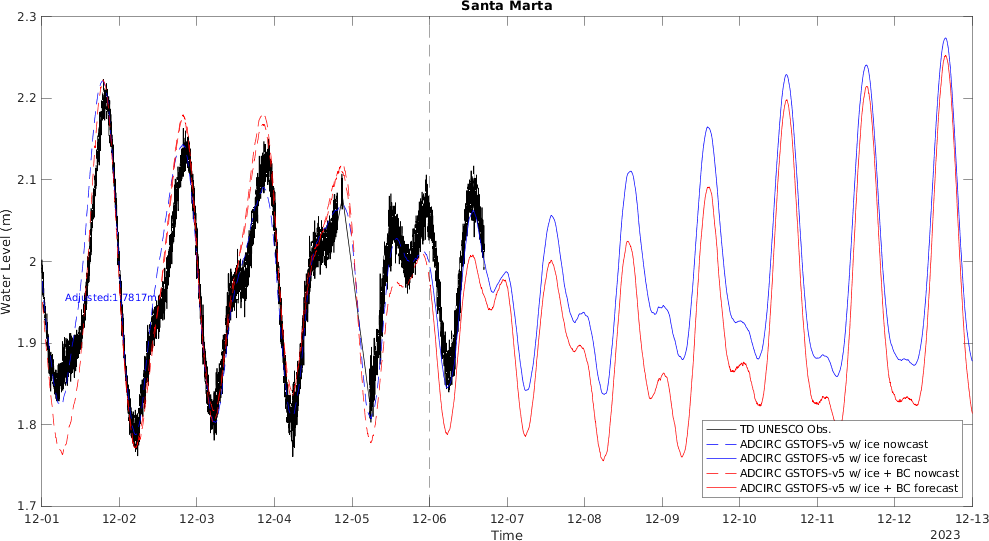 Santa Marta
2.3
2.2
2.1
2
1.9
1.8
1.7
Water Level (m)
Adjusted:1.7817m
TD UNESCO Obs.
ADCIRC GSTOFS-v5 w/ ice nowcast
ADCIRC GSTOFS-v5 w/ ice forecast
ADCIRC GSTOFS-v5 w/ ice + BC nowcast
ADCIRC GSTOFS-v5 w/ ice + BC forecast
12-01 12-02 12-03 12-04 12-05 12-06 12-07 12-08 12-09 12-10 12-11 12-12 12-13
Time
2023